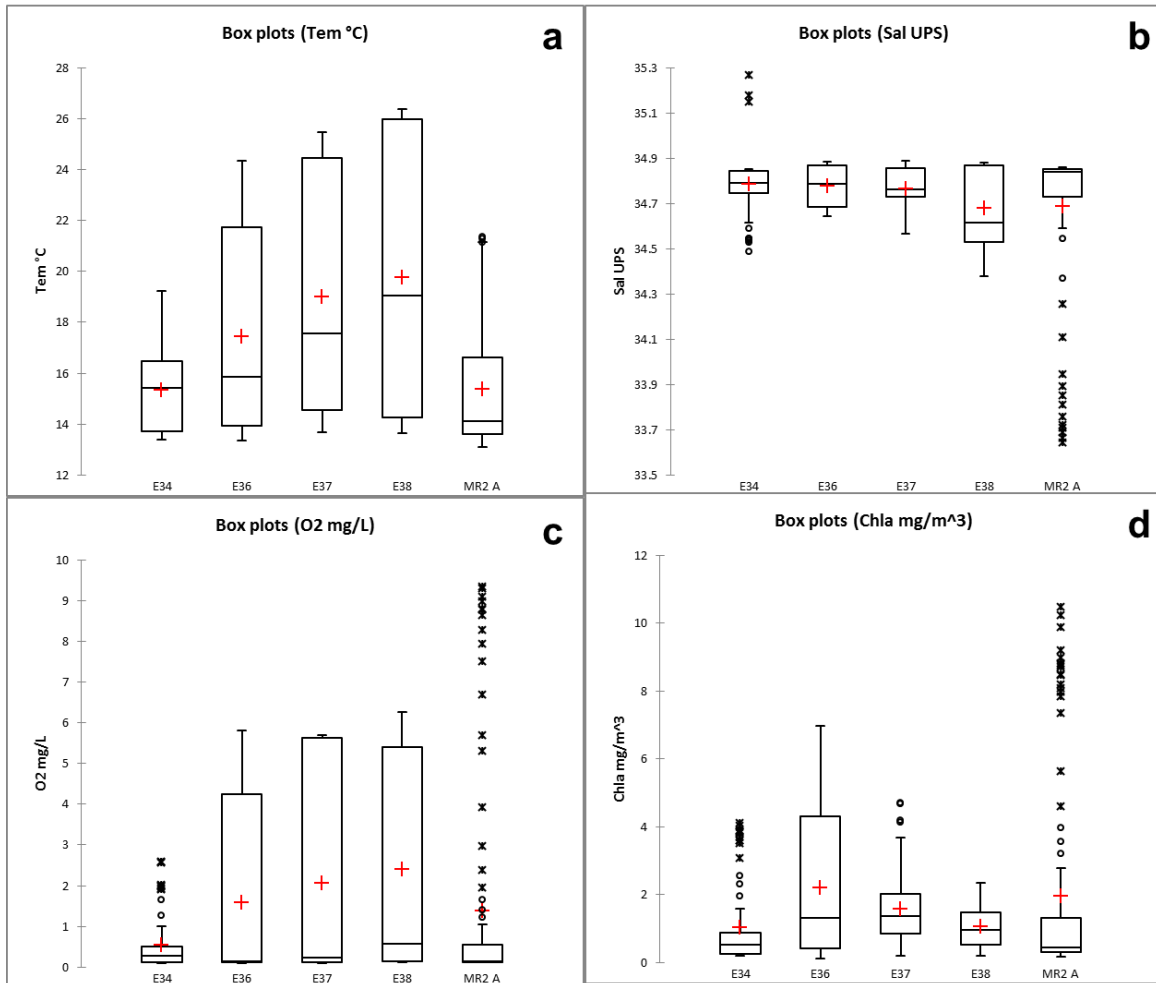 Box plots (Tem °C)
a
28
26
24
22
20
18
16
14
12
Tem °C
E34 E36 E37 E38 MR2 A
Box plots (Sal UPS)
b
35.3
35.1
34.9
34.7
34.5
34.3
34.1
33.9
33.7
33.5
Sal UPS
E34 E36 E37 E38 MR2 A
Box plots (O2 mg/L)
c
10
9
8
7
6
5
4
3
2
1
0
O2 mg/L
E34 E36 E37 E38 MR2 A
Box plots (Chla mg/m^3)
d
12
10
8
6
4
2
0
Chla mg/m^3
E34 E36 E37 E38 MR2 A